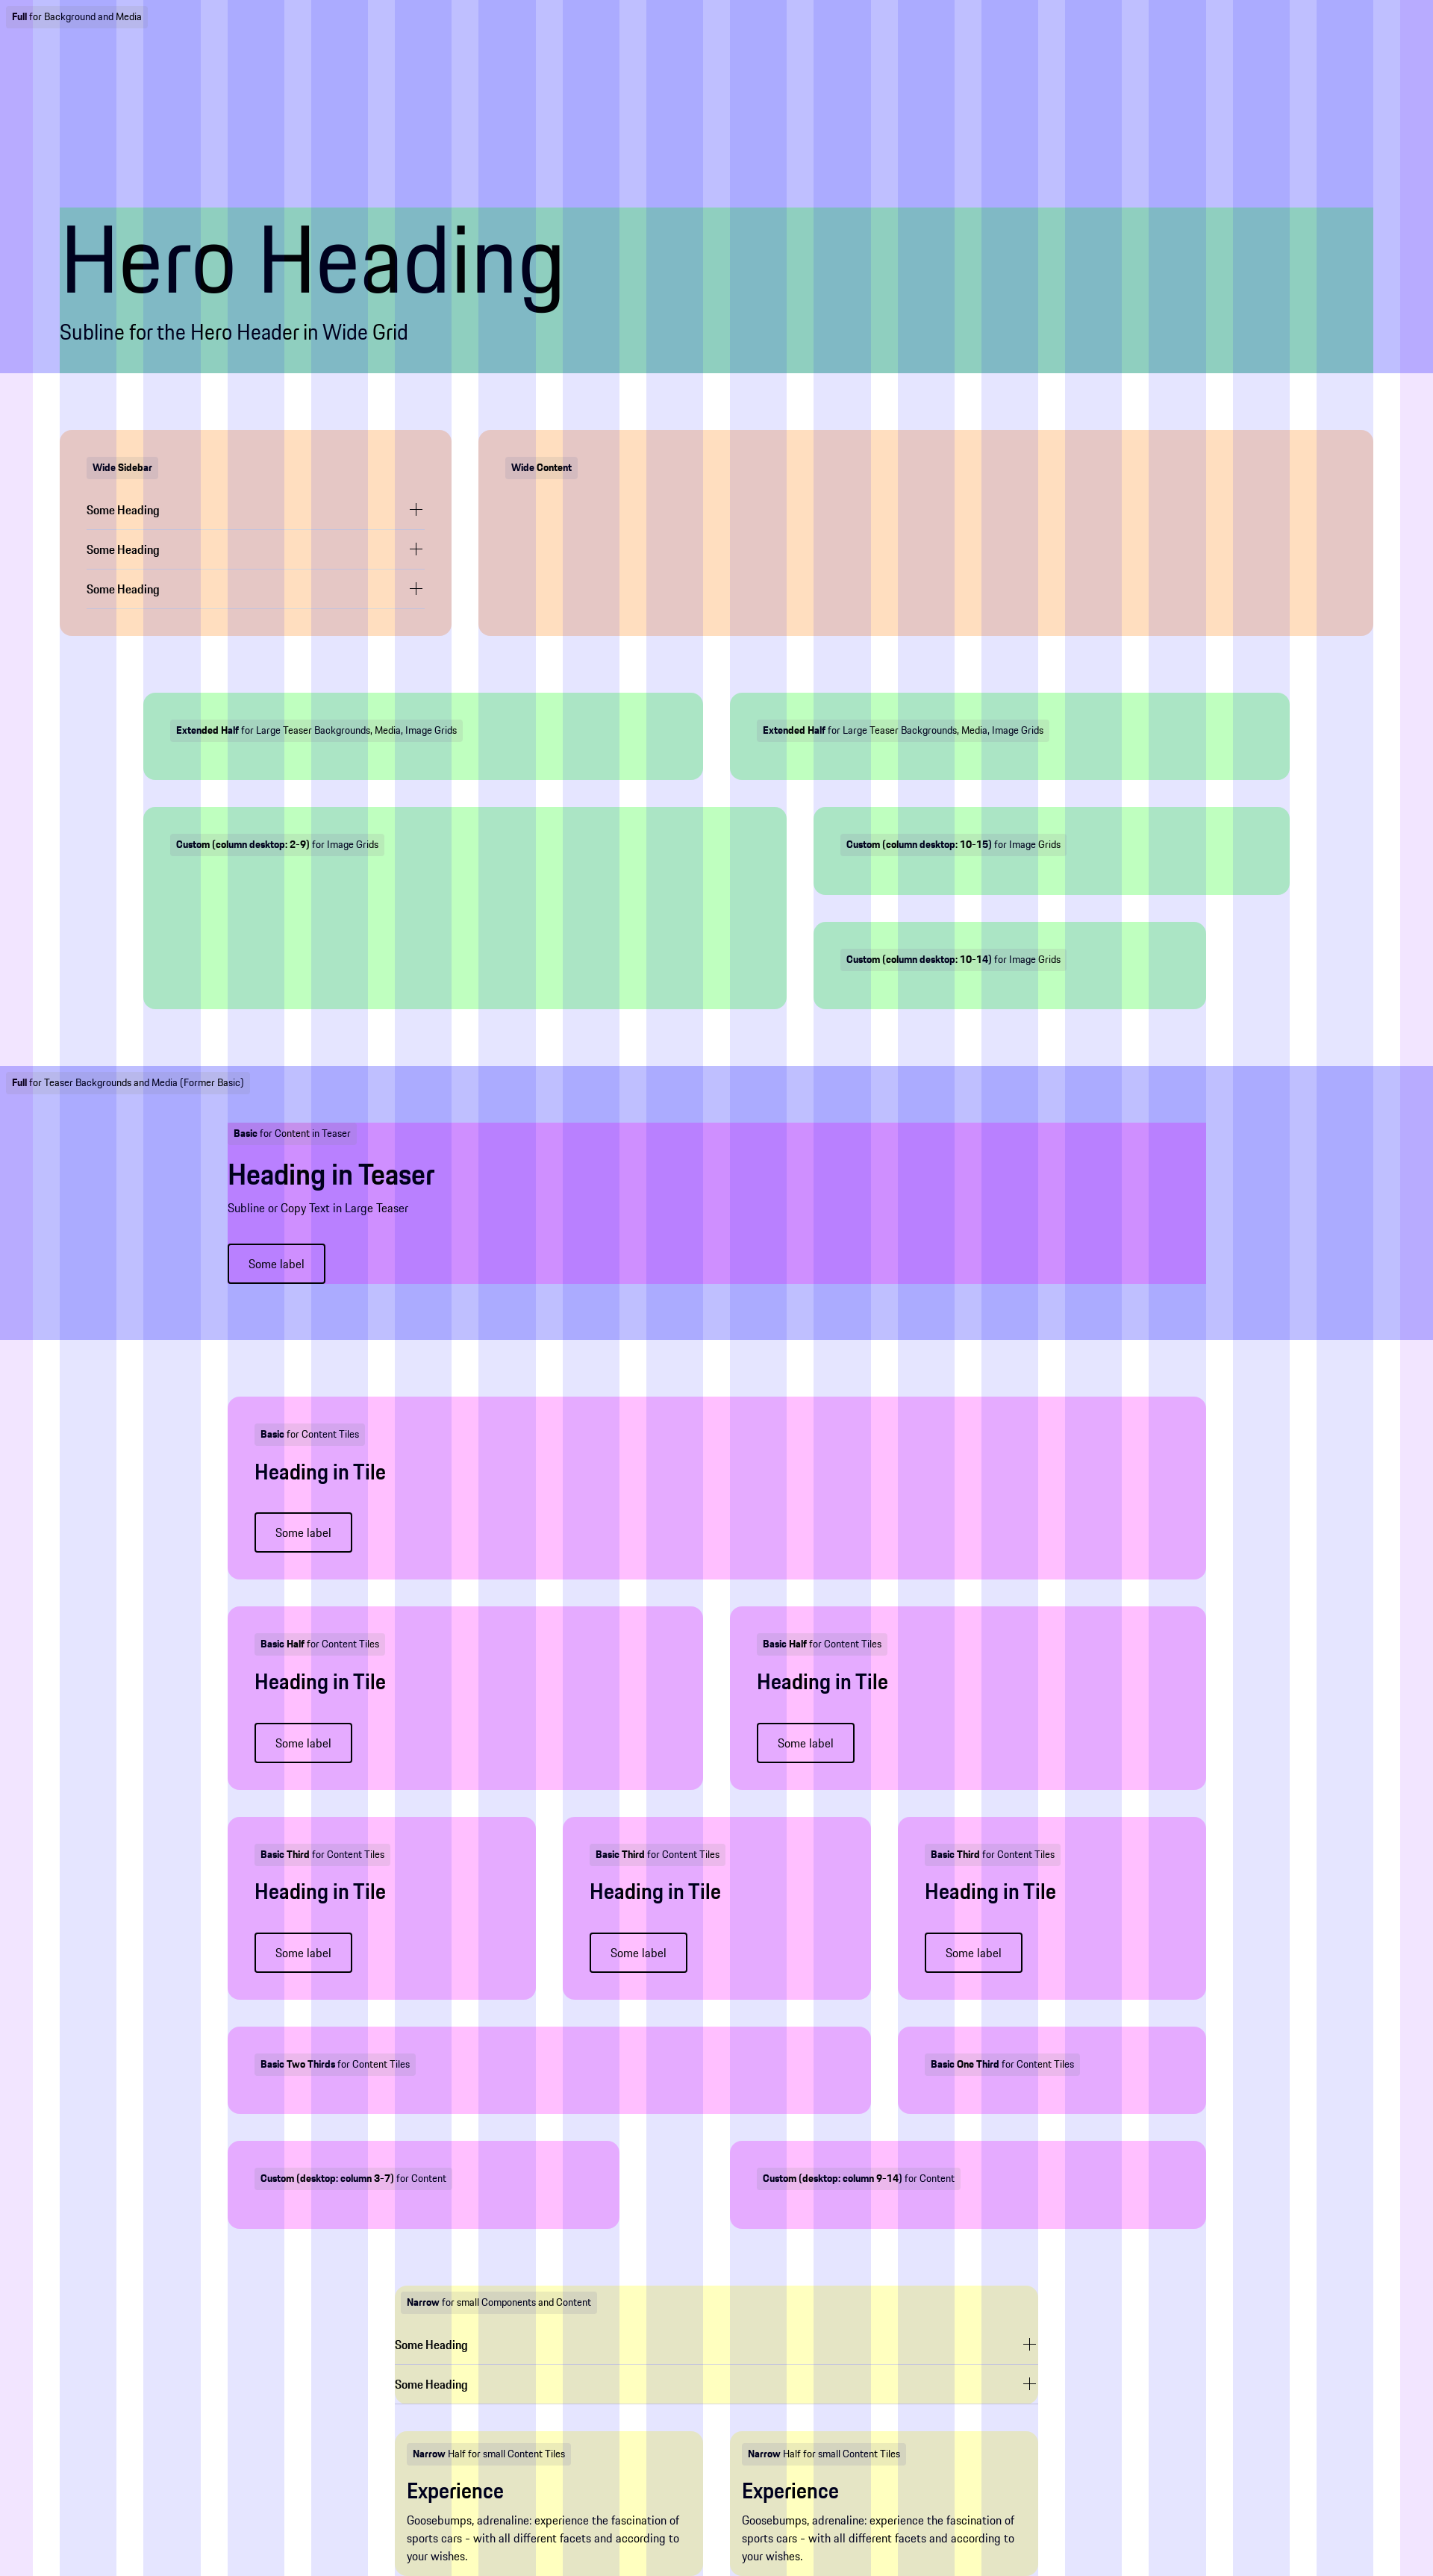 Full for Background and Media
Hero Heading
Subline for the Hero Header in Wide Grid
Wide Sidebar
Some Heading
Some Heading
Some Heading
Wide Content
Extended Half for Large Teaser Backgrounds, Media, Image Grids
Extended Half for Large Teaser Backgrounds, Media, Image Grids
Custom (column desktop: 2-9) for Image Grids
Custom (column desktop: 10-15) for Image Grids
Custom (column desktop: 10-14) for Image Grids
Full for Teaser Backgrounds and Media (Former Basic)
Basic for Content in Teaser
Heading in Teaser
Subline or Copy Text in Large Teaser
Some label
Basic for Content Tiles
Heading in Tile
Some label
Basic Half for Content Tiles
Heading in Tile
Some label
Basic Half for Content Tiles
Heading in Tile
Some label
Basic Third for Content Tiles
Heading in Tile
Some label
Basic Third for Content Tiles
Heading in Tile
Some label
Basic Third for Content Tiles
Heading in Tile
Some label
Basic Two Thirds for Content Tiles
Basic One Third for Content Tiles
Custom (desktop: column 3-7) for Content
Custom (desktop: column 9-14) for Content
Narrow for small Components and Content
Some Heading
Some Heading
Narrow Half for small Content Tiles
Experience
Goosebumps, adrenaline: experience the fascination of
sports cars - with all different facets and according to
your wishes.
Narrow Half for small Content Tiles
Experience
Goosebumps, adrenaline: experience the fascination of
sports cars - with all different facets and according to
your wishes.